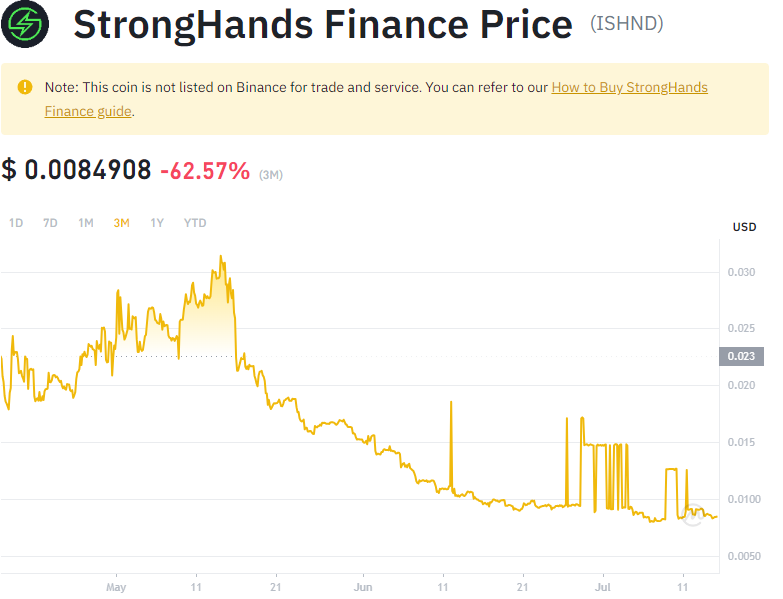 StrongHands Finance Price (ISHND)
Note: This coin is not listed on Binance for trade and service. You can refer to our How to Buy StrongHands
Finance guide.
$ 0.0084908 -62.57% (3M)
1D 7D 1M 3M 1Y YTD
USD
0.030
0.025
0.023
0.020
0.015
0.0100
0.0050
May 11 21 Jun 11 21 Jul 11